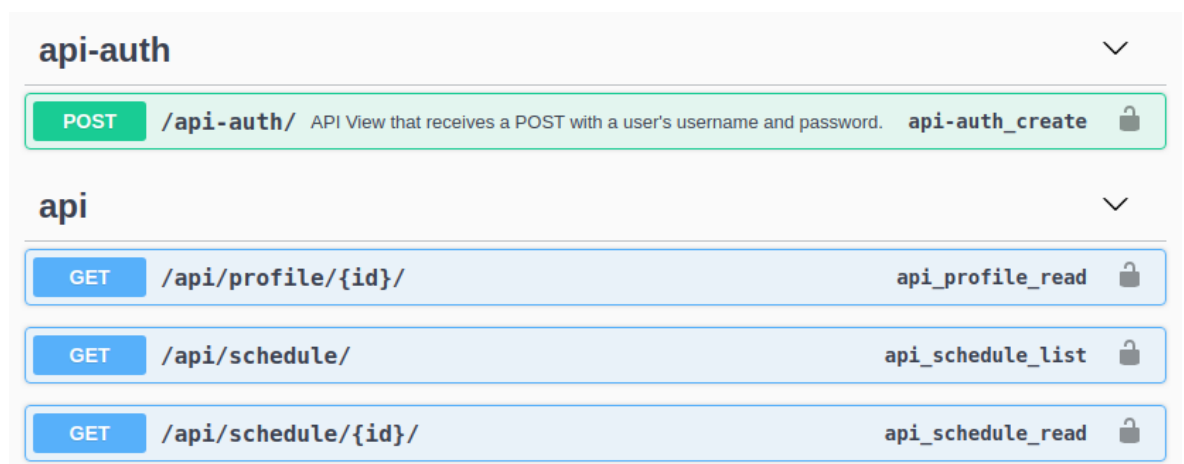 api-auth
POST /api-auth/ API View that receives a POST with a user's username and password. api-auth_create
api
GET /api/profile/{id}/ api_profile_read
GET /api/schedule/ api_schedule_list
GET /api/schedule/{id}/ api_schedule_read